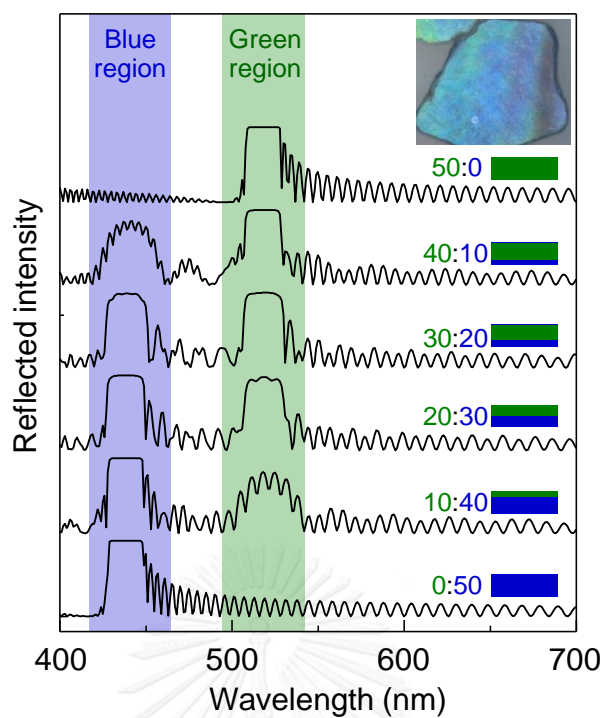 Blue
region
Green
region
50:0
40:10
30:20
20:30
10:40
0:50
Reflected intensity
400
500
600
700
Wavelength (nm)